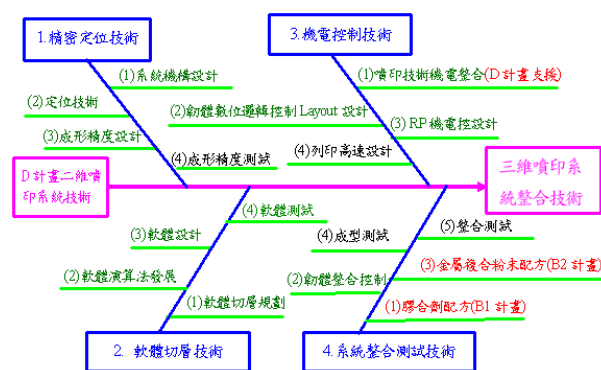 1.精密定位技術
3.機電控制技術
(1)系統機構設計
(2)定位技術
(3)成形精度設計
(4)成形精度測試
(1)噴印技術機電整合(D計畫支援)
(2)韌體數位邏輯控制Layout設計
(3)RP機電控設計
(4)列印高速設計
D計畫二維噴
印系統技術
三維噴印系
統整合技術
(4)軟體測試
(3)軟體設計
(2)軟體演算法發展
(1)軟體切層規劃
(5)整合測試
(4)成型測試
(3)金屬複合粉末配方(B2計畫)
(2)韌體整合控制
(1)膠合劑配方(B1計畫)
2. 軟體切層技術
4.系統整合測試技術